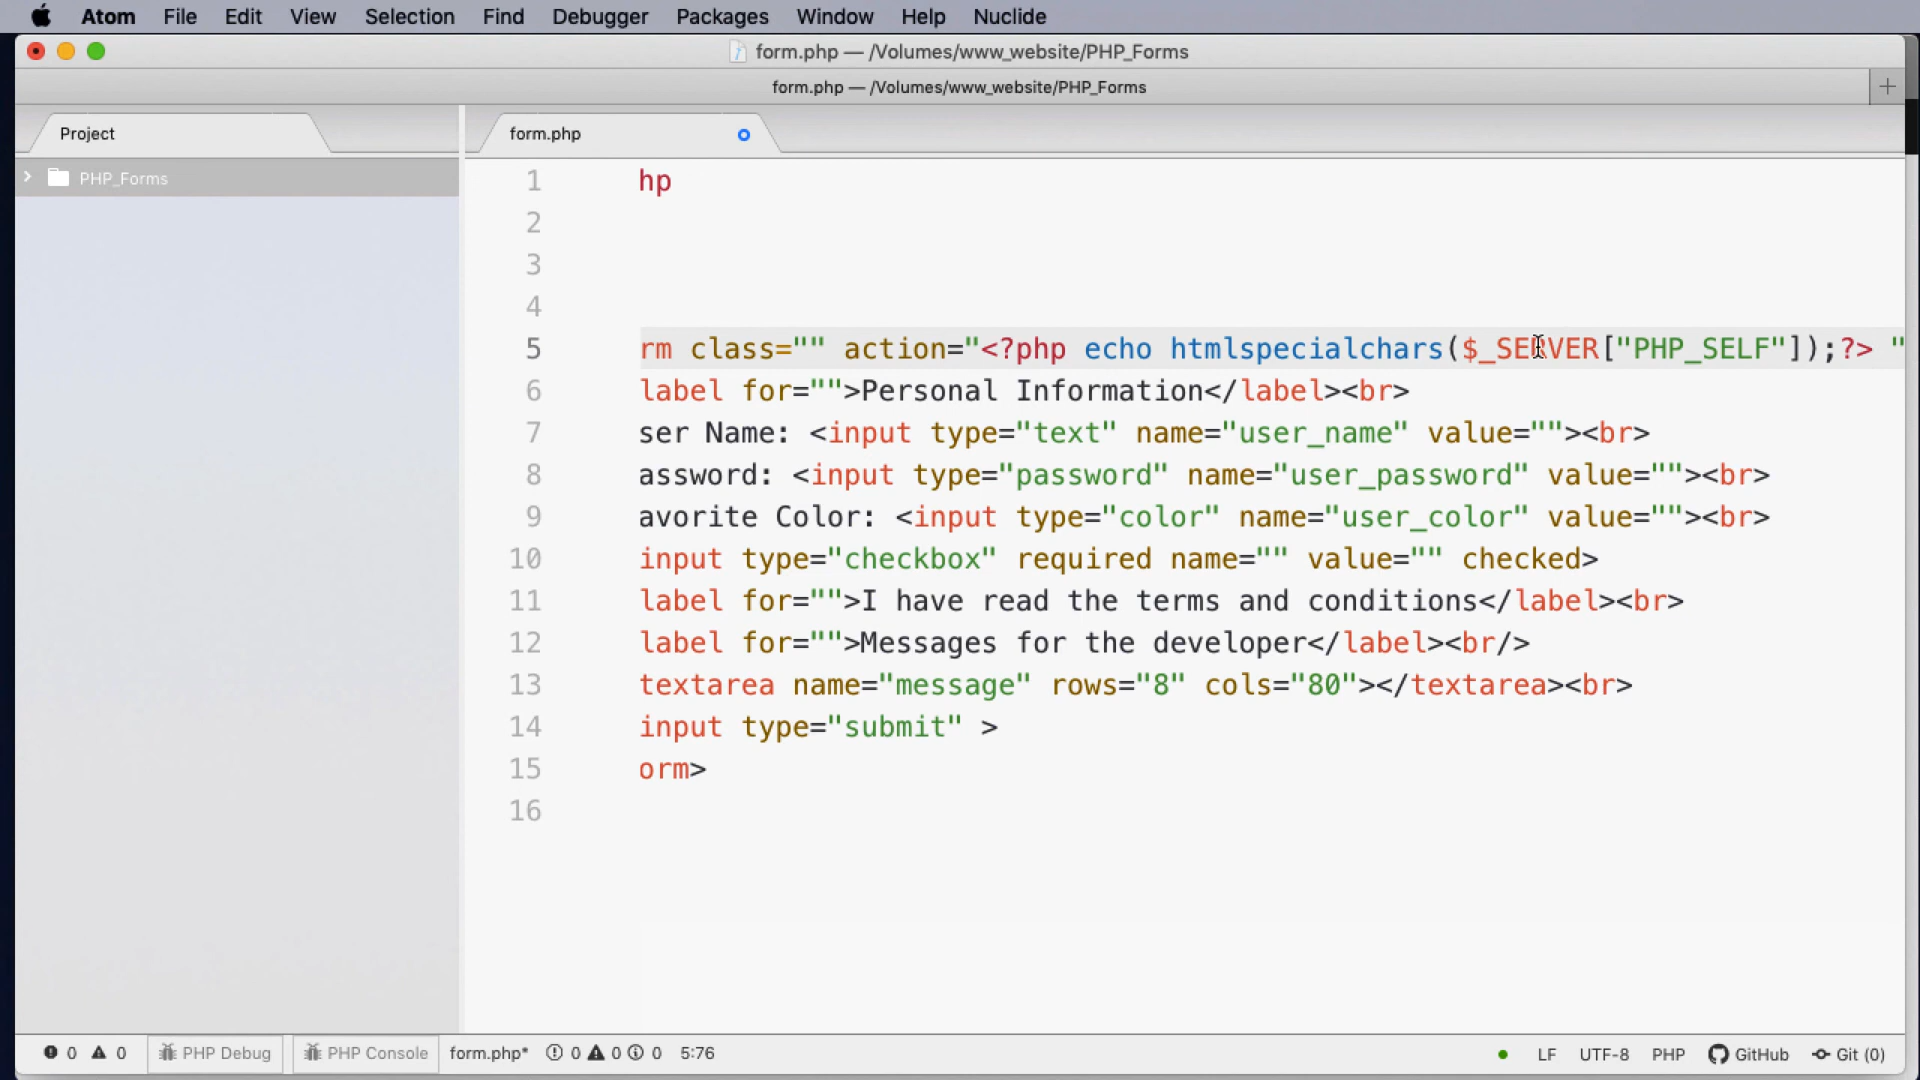 Atom File Edit View Selection Find Debugger Packages Window Help Nuclide
form.php — /Volumes/www_website/PHP_Forms
form.php — /Volumes/www_website/PHP_Forms
Project
PHP_Forms
form.php
1 hp
2
3
4
5 rm class="" action="<?php echo htmlspecialchars($_SERVER["PHP_SELF"]);?> "
6 label for="">Personal Information</label><br>
7 ser Name: <input type="text" name="user_name" value=""><br>
8 assword: <input type="password" name="user_password" value=""><br>
9 avorite Color: <input type="color" name="user_color" value=""><br>
10 input type="checkbox" required name="" value="" checked>
11 label for="">I have read the terms and conditions</label><br>
12 label for="">Messages for the developer</label><br/>
13 textarea name="message" rows="8" cols="80"></textarea><br>
14 input type="submit" >
15 orm>
16
0 0 PHP Debug PHP Console form.php* 0 0 0 5:76 LF UTF-8 PHP GitHub Git (0)